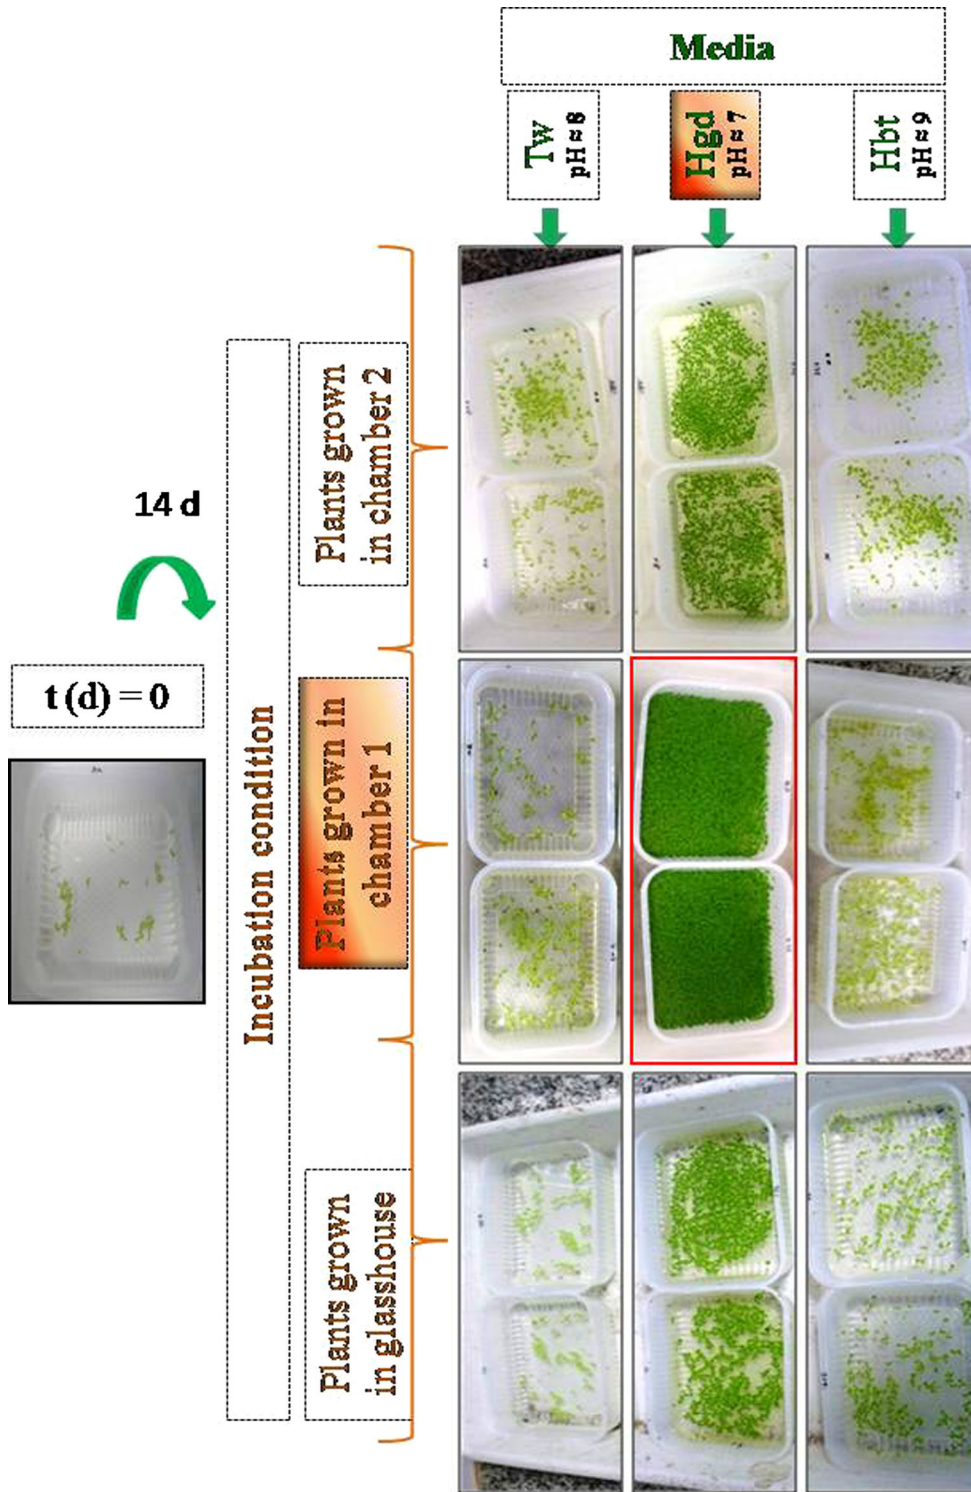 Media
Tw
pH ≈ 8
Hgd
pH ≈ 7
Hbt
pH ≈ 9
14 d
t (d) = 0
Incubation condition
Plants grown
in chamber 2
Plants grown in
chamber 1
Plants grown
in glasshouse